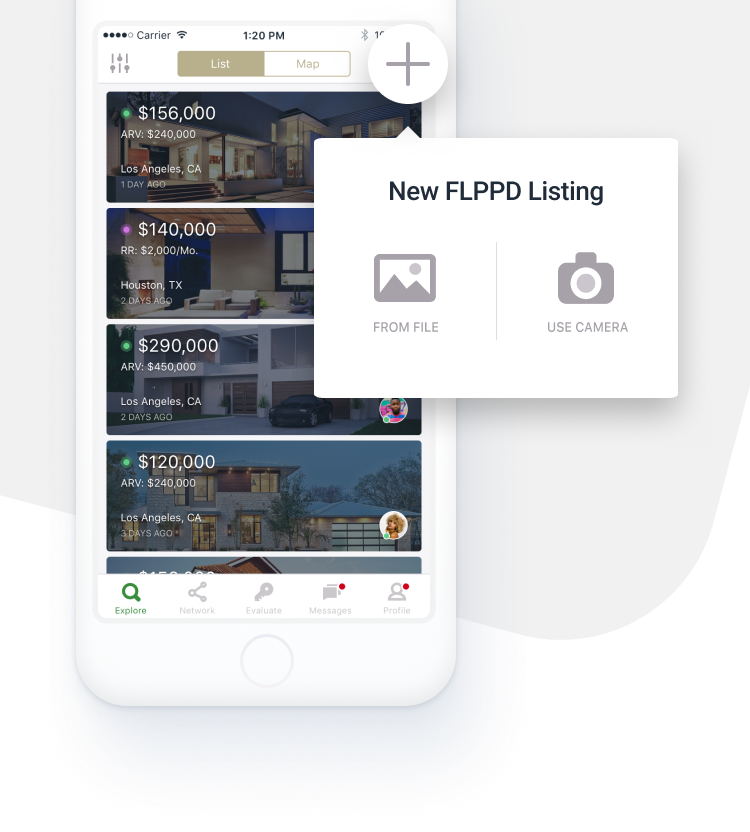 Carrier
1:20 PM
List
Map
$156,000
ARV: $240,000
Los Angeles, CA
1 DAY AGO
New FLPPD Listing
FROM FILE
USE CAMERA
$140,000
RR: $2,000/Mo.
Houston, TX
2 DAYS AGO
$290,000
ARV: $450,000
Los Angeles, CA
2 DAYS AGO
$120,000
ARV: $240,000
Los Angeles, CA
3 DAYS AGO
Explore
Network
Evaluate
Messages
Profile